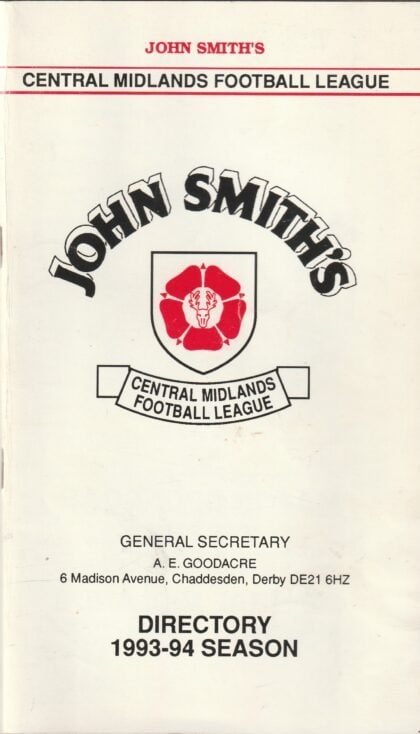 JOHN SMITH'S
CENTRAL MIDLANDS FOOTBALL LEAGUE
JOHN SMITH'S
CENTRAL MIDLANDS
FOOTBALL LEAGUE
GENERAL SECRETARY
A. E. GOODACRE
6 Madison Avenue, Chaddesden, Derby DE21 6HZ
DIRECTORY
1993-94 SEASON